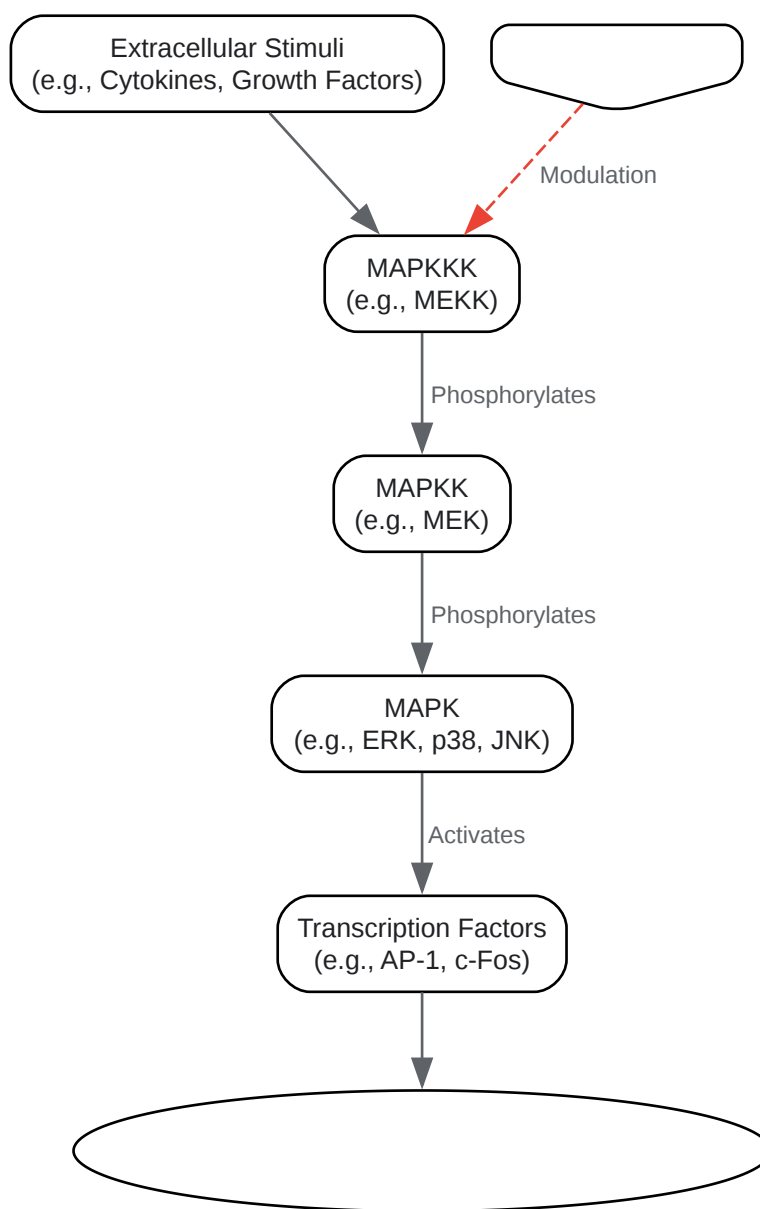 Extracellular Stimuli
(e.g., Cytokines, Growth Factors)
Modulation
MAPKKK
(e.g., MEKK)
Phosphorylates
MAPKK
(e.g., MEK)
Phosphorylates
MAPK
(e.g., ERK, p38, JNK)
Activates
Transcription Factors
(e.g., AP-1, c-Fos)